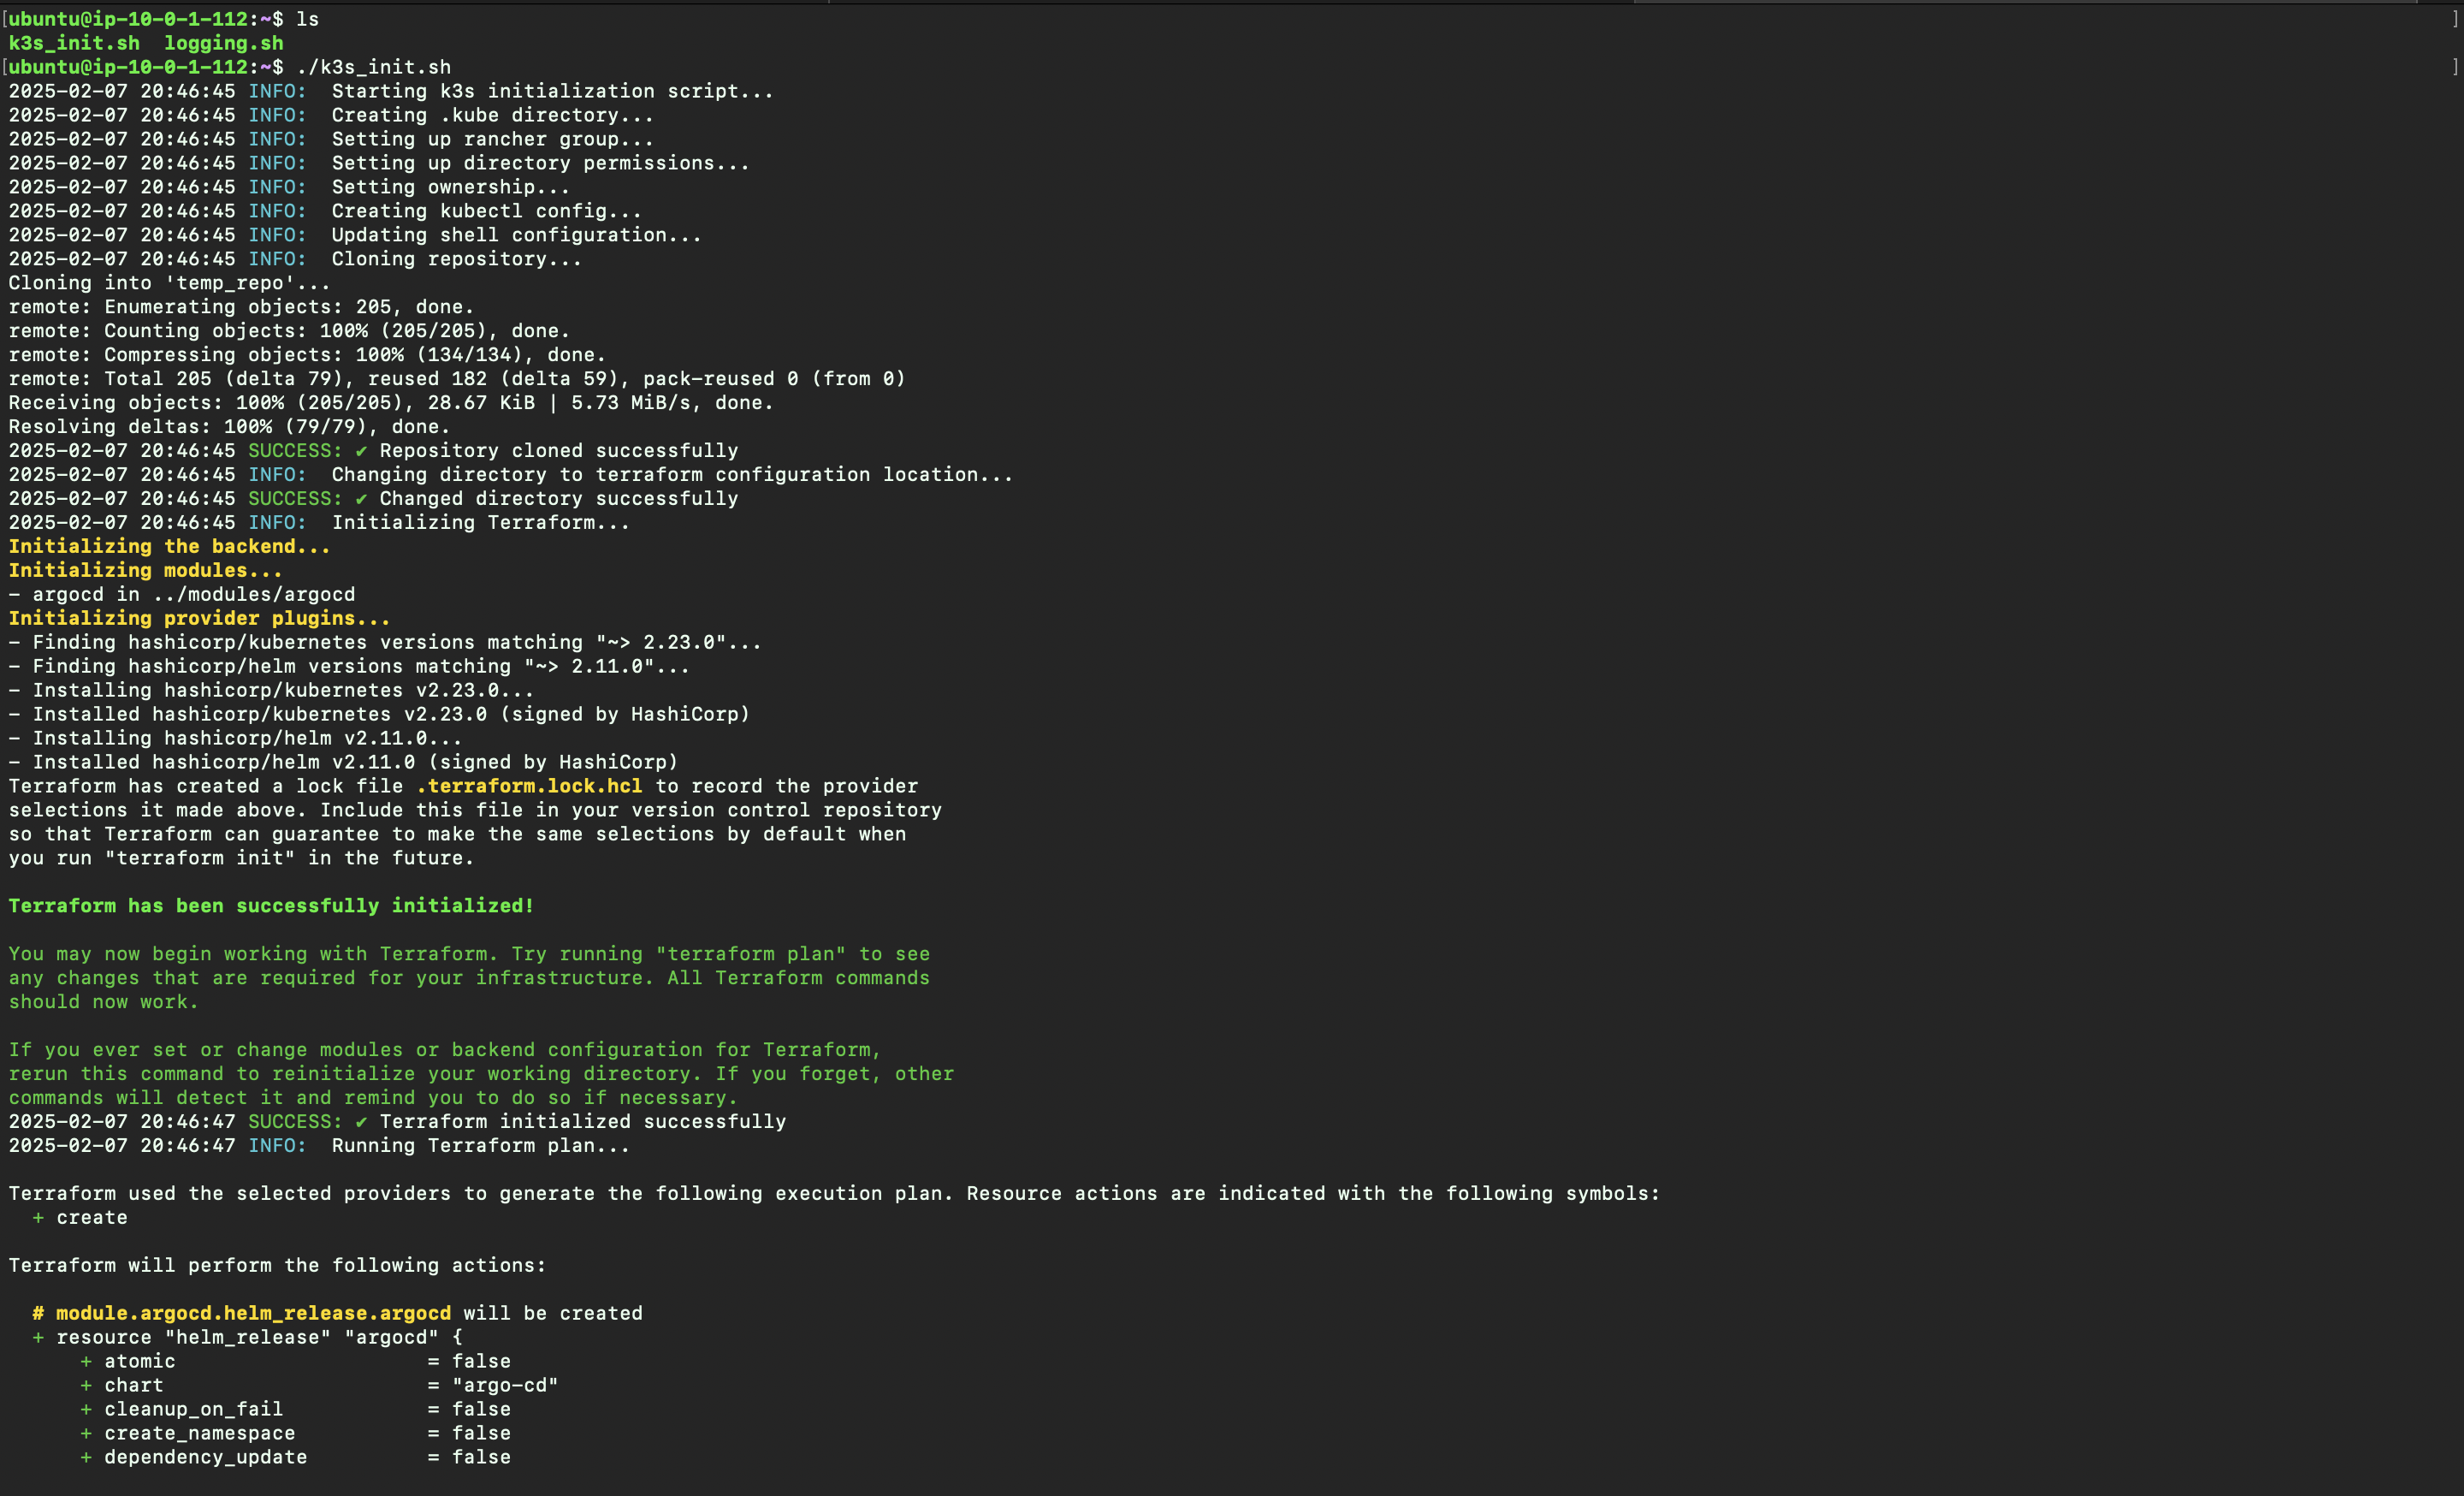 [ubuntu@ip-10-0-1-112:~$ ls ]
k3s_init.sh  logging.sh
[ubuntu@ip-10-0-1-112:~$ ./k3s_init.sh ]
2025-02-07 20:46:45 INFO:  Starting k3s initialization script...
2025-02-07 20:46:45 INFO:  Creating .kube directory...
2025-02-07 20:46:45 INFO:  Setting up rancher group...
2025-02-07 20:46:45 INFO:  Setting up directory permissions...
2025-02-07 20:46:45 INFO:  Setting ownership...
2025-02-07 20:46:45 INFO:  Creating kubectl config...
2025-02-07 20:46:45 INFO:  Updating shell configuration...
2025-02-07 20:46:45 INFO:  Cloning repository...
Cloning into 'temp_repo'...
remote: Enumerating objects: 205, done.
remote: Counting objects: 100% (205/205), done.
remote: Compressing objects: 100% (134/134), done.
remote: Total 205 (delta 79), reused 182 (delta 59), pack-reused 0 (from 0)
Receiving objects: 100% (205/205), 28.67 KiB | 5.73 MiB/s, done.
Resolving deltas: 100% (79/79), done.
2025-02-07 20:46:45 SUCCESS: ✔ Repository cloned successfully
2025-02-07 20:46:45 INFO:  Changing directory to terraform configuration location...
2025-02-07 20:46:45 SUCCESS: ✔ Changed directory successfully
2025-02-07 20:46:45 INFO:  Initializing Terraform...
Initializing the backend...
Initializing modules...
- argocd in ../modules/argocd
Initializing provider plugins...
- Finding hashicorp/kubernetes versions matching "~> 2.23.0"...
- Finding hashicorp/helm versions matching "~> 2.11.0"...
- Installing hashicorp/kubernetes v2.23.0...
- Installed hashicorp/kubernetes v2.23.0 (signed by HashiCorp)
- Installing hashicorp/helm v2.11.0...
- Installed hashicorp/helm v2.11.0 (signed by HashiCorp)
Terraform has created a lock file .terraform.lock.hcl to record the provider
selections it made above. Include this file in your version control repository
so that Terraform can guarantee to make the same selections by default when
you run "terraform init" in the future.
Terraform has been successfully initialized!
You may now begin working with Terraform. Try running "terraform plan" to see
any changes that are required for your infrastructure. All Terraform commands
should now work.
If you ever set or change modules or backend configuration for Terraform,
rerun this command to reinitialize your working directory. If you forget, other
commands will detect it and remind you to do so if necessary.
2025-02-07 20:46:47 SUCCESS: ✔ Terraform initialized successfully
2025-02-07 20:46:47 INFO:  Running Terraform plan...
Terraform used the selected providers to generate the following execution plan. Resource actions are indicated with the following symbols:
  + create
Terraform will perform the following actions:
  # module.argocd.helm_release.argocd will be created
  + resource "helm_release" "argocd" {
      + atomic                     = false
      + chart                      = "argo-cd"
      + cleanup_on_fail            = false
      + create_namespace           = false
      + dependency_update          = false